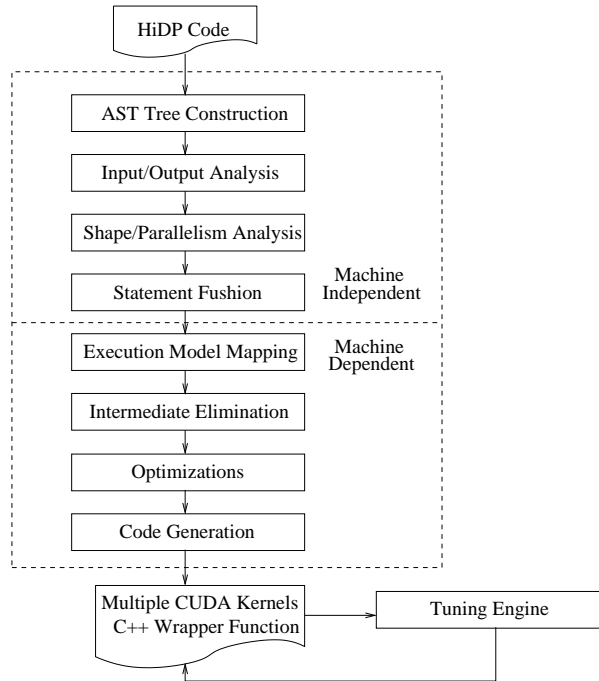 HiDP Code
AST Tree Construction
Input/Output Analysis
Shape/Parallelism Analysis
Statement Fushion
Machine
Independent
Execution Model Mapping
Machine
Dependent
Intermediate Elimination
Optimizations
Code Generation
Multiple CUDA Kernels
C++ Wrapper Function
Tuning Engine